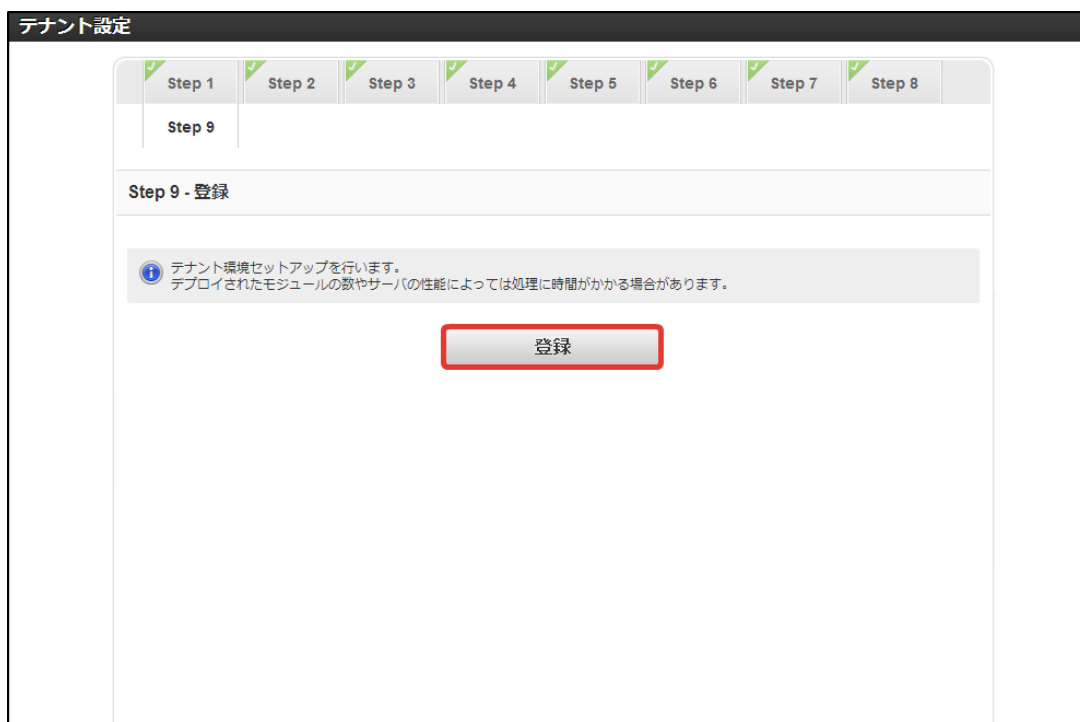 テナント設定
Step 1 Step 2 Step 3 Step 4 Step 5 Step 6 Step 7 Step 8
Step 9
Step 9 - 登録
テナント環境セットアップを行います。
デプロイされたモジュールの数やサーバの性能によっては処理に時間がかかる場合があります。
登録